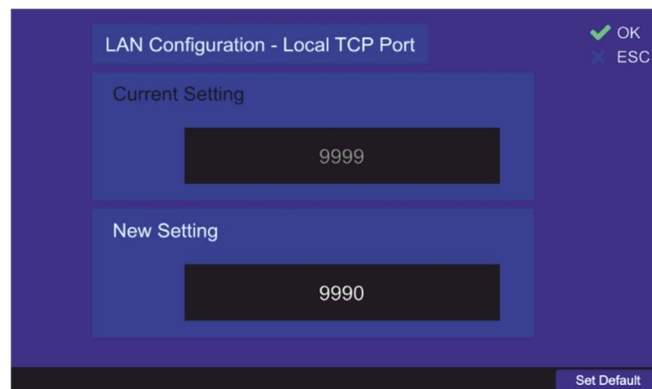 LAN Configuration - Local TCP Port
OK
ESC
Current Setting
9999
New Setting
9990
Set Default